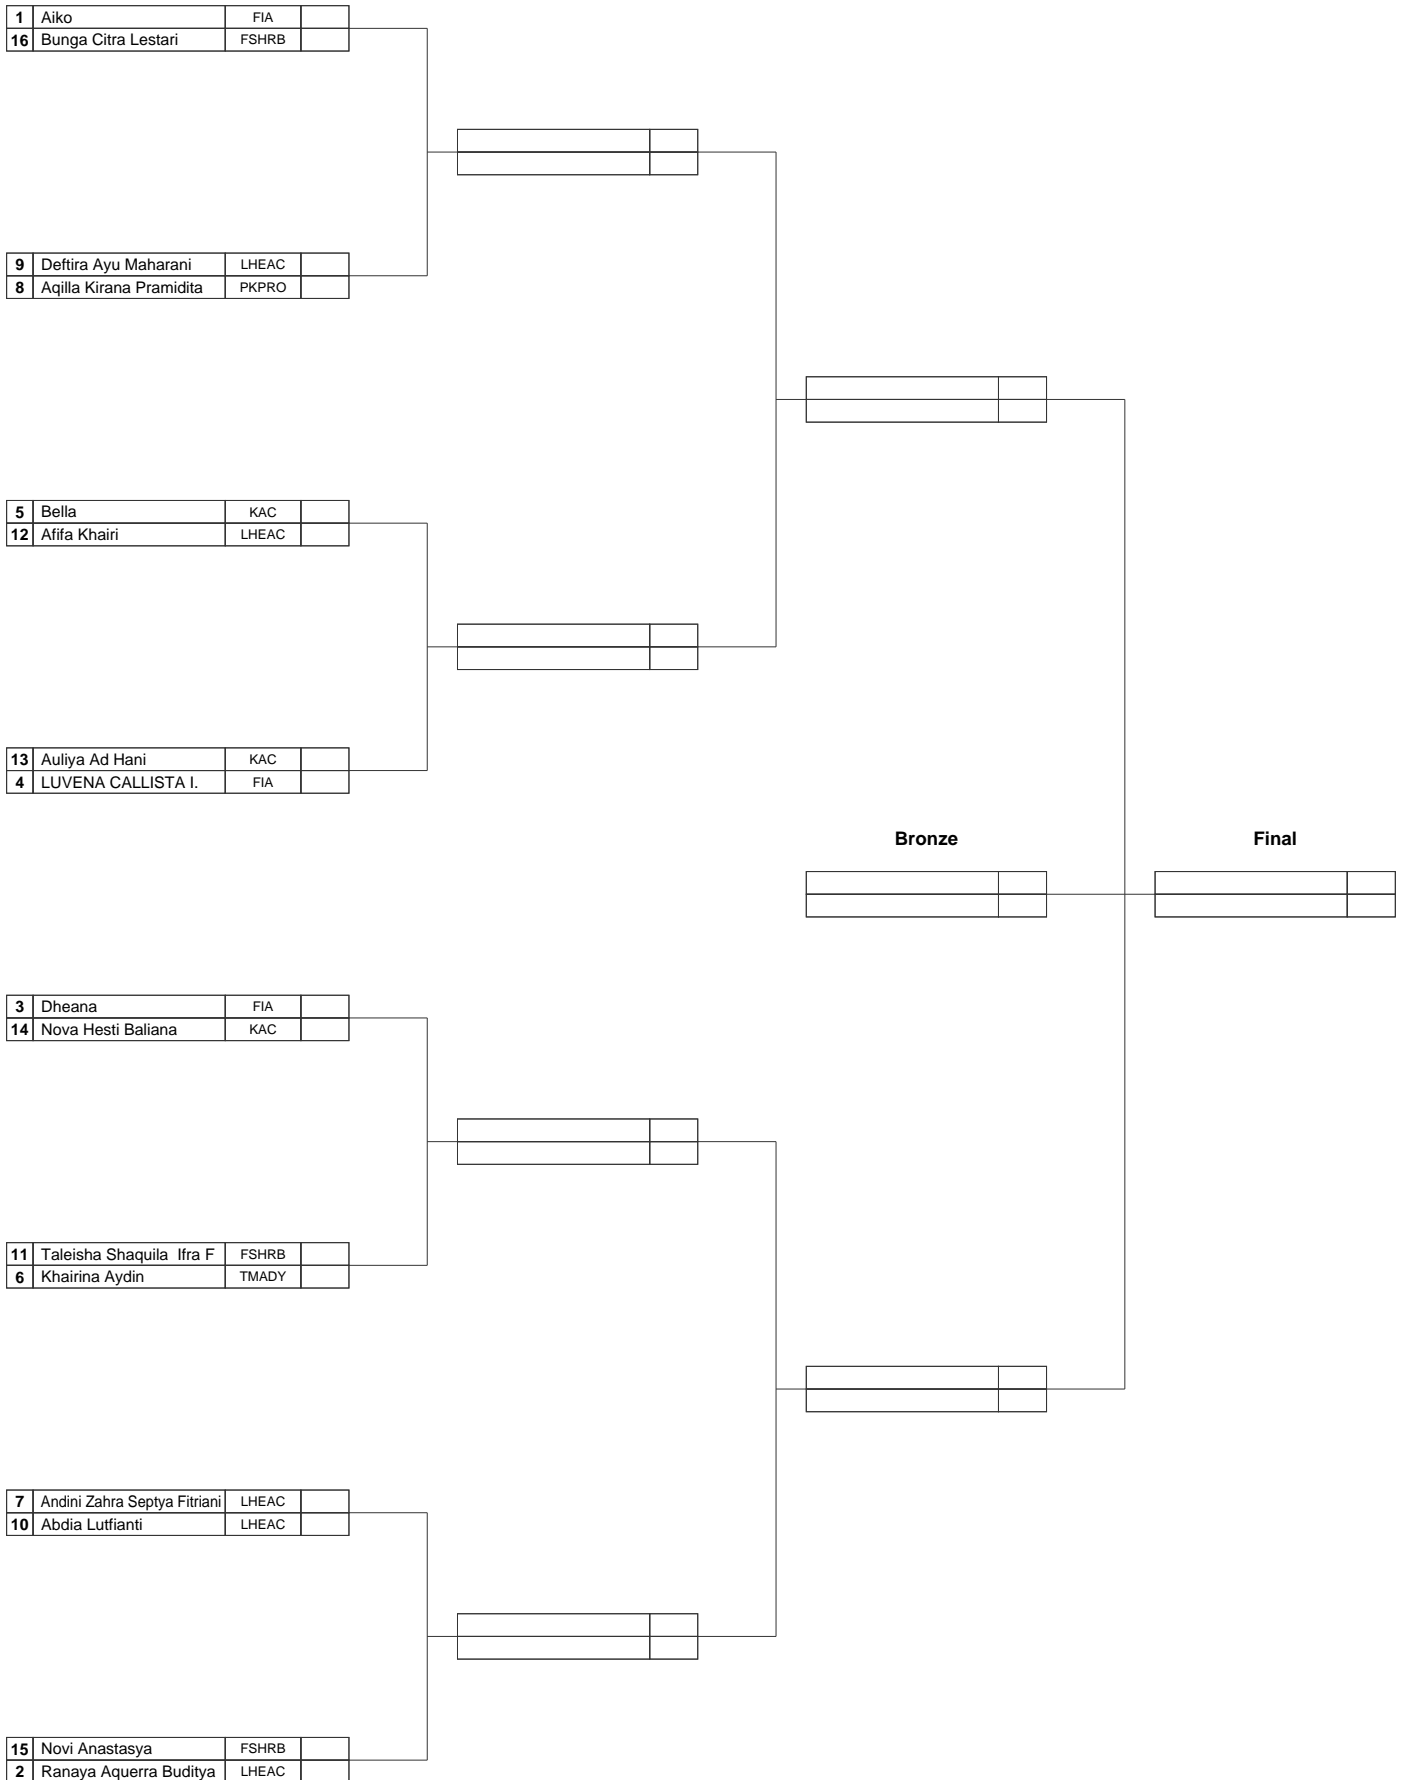 1 Aiko FIA
16 Bunga Citra Lestari FSHRB
9 Deftira Ayu Maharani LHEAC
8 Aqilla Kirana Pramidita PKPRO
5 Bella KAC
12 Afifa Khairi LHEAC
13 Auliya Ad Hani KAC
4 LUVENA CALLISTA I. FIA
Bronze Final
3 Dheana FIA
14 Nova Hesti Baliana KAC
11 Taleisha Shaquila  Ifra F FSHRB
6 Khairina Aydin TMADY
7 Andini Zahra Septya Fitriani LHEAC
10 Abdia Lutfianti LHEAC
15 Novi Anastasya FSHRB
2 Ranaya Aquerra Buditya LHEAC